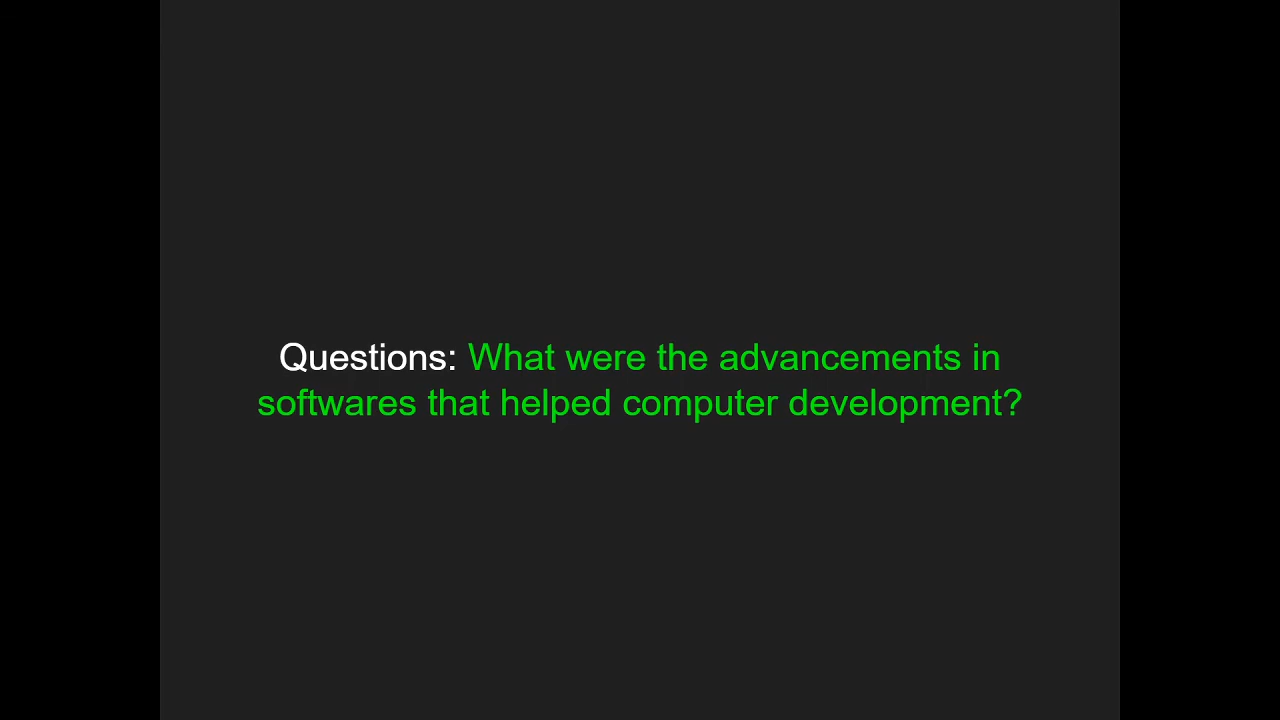 Questions: What were the advancements in
softwares that helped computer development?